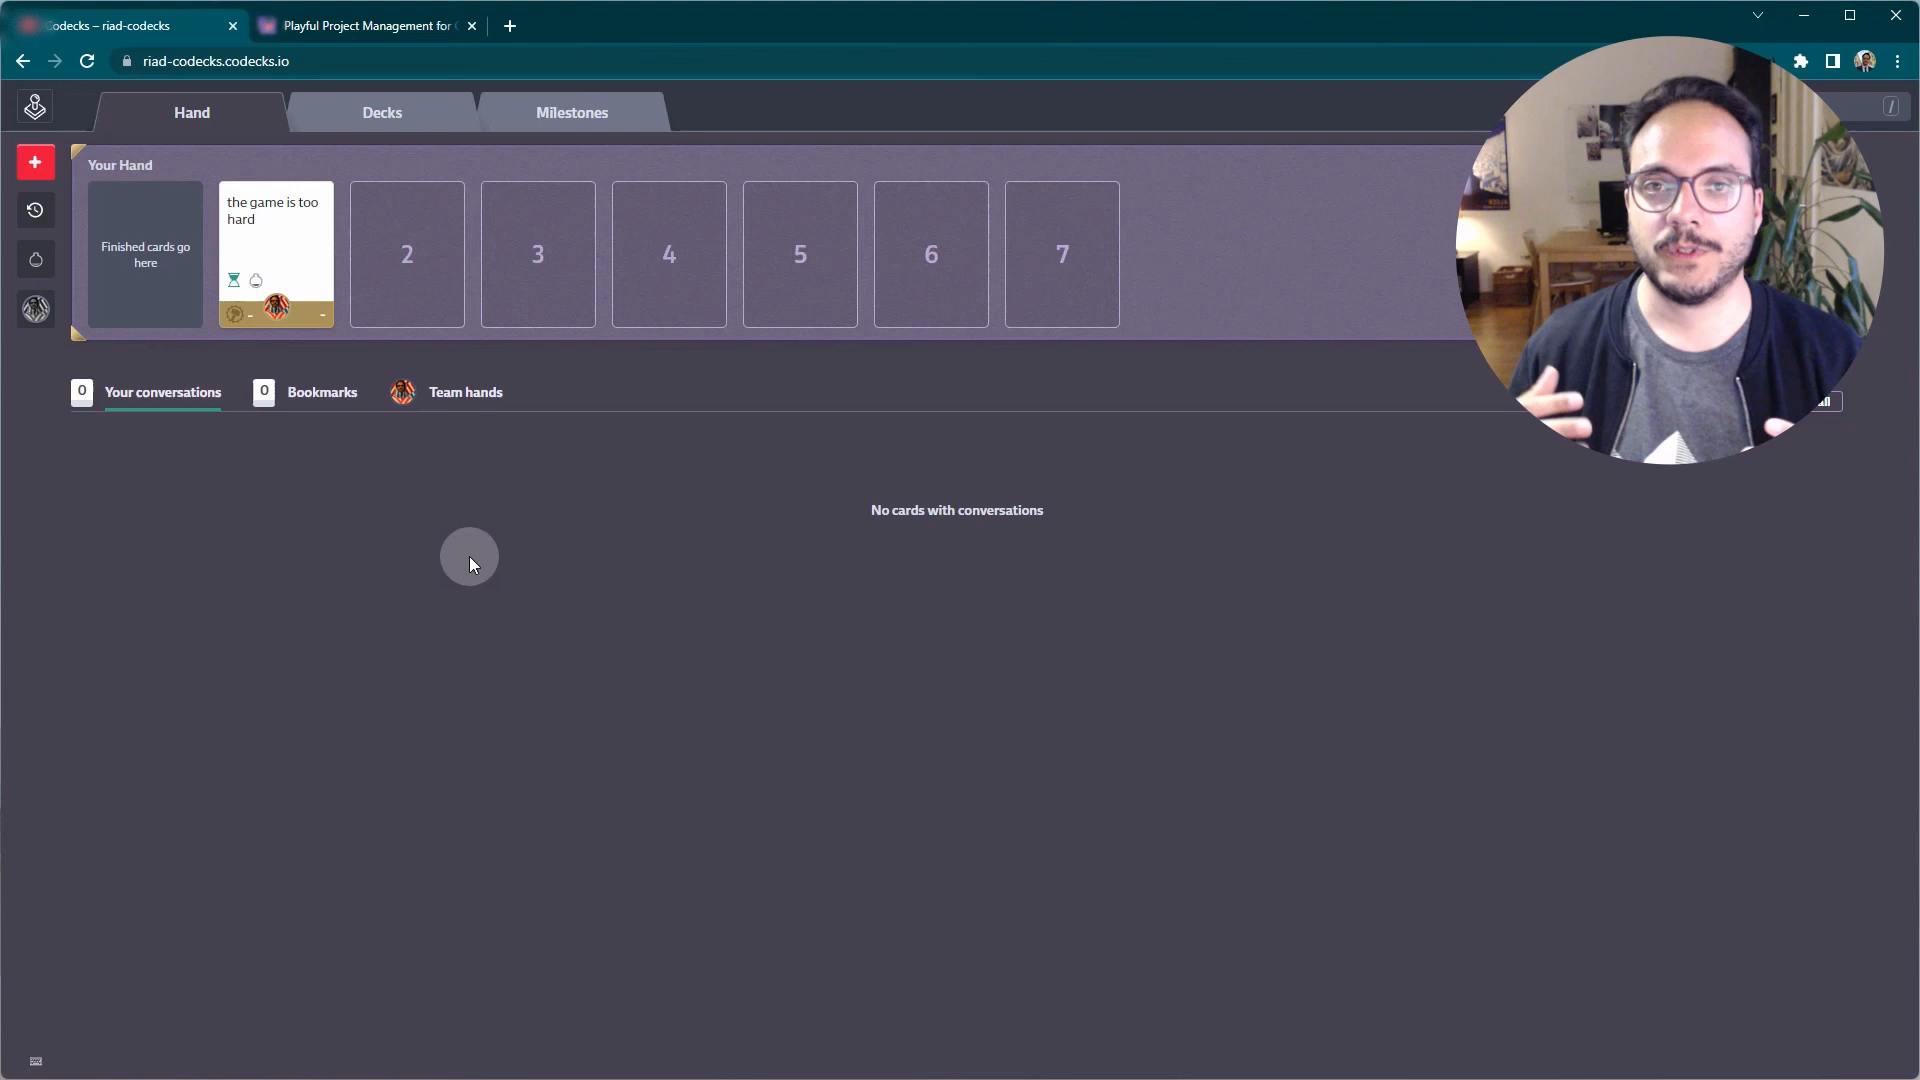 Codecks – riad-codecks
Playful Project Management for
riad-codecks.codecks.io
Hand
Decks
Milestones
/
Your Hand
Finished cards go
here
the game is too
hard
-
-
2
3
4
5
6
7
0
Your conversations
0
Bookmarks
Team hands
all
No cards with conversations